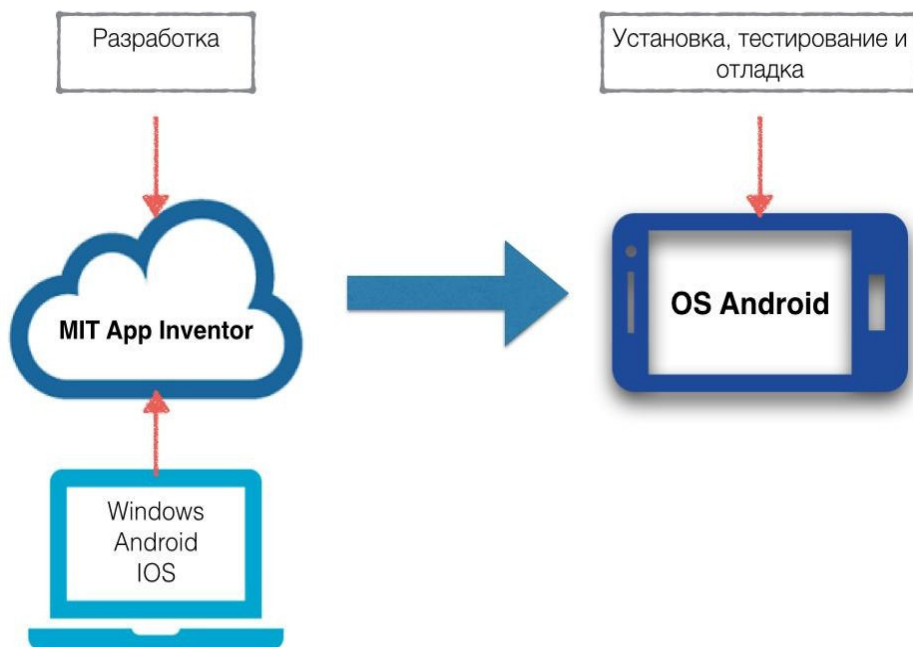 Разработка
Установка, тестирование и
отладка
MIT App Inventor
OS Android
Windows
Android
IOS